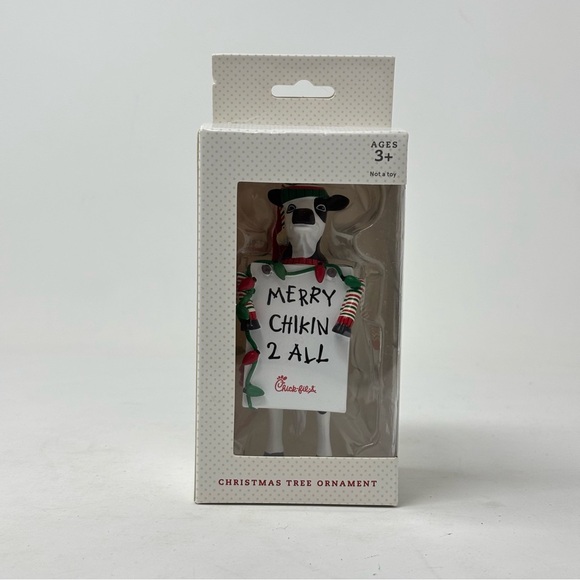 AGES
3+
Not a toy
MERRY
CHIKIN
2 ALL
Chick-fil-A
CHRISTMAS TREE ORNAMENT